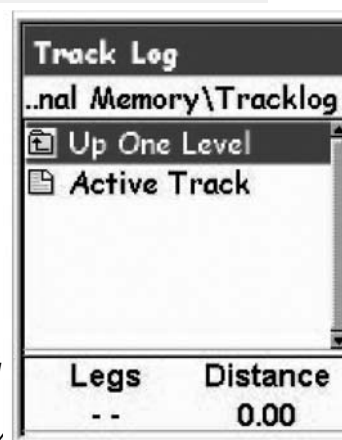 Track Log
..nal Memory\Tracklog
Up One Level
Active Track
Legs Distance
-- 0.00